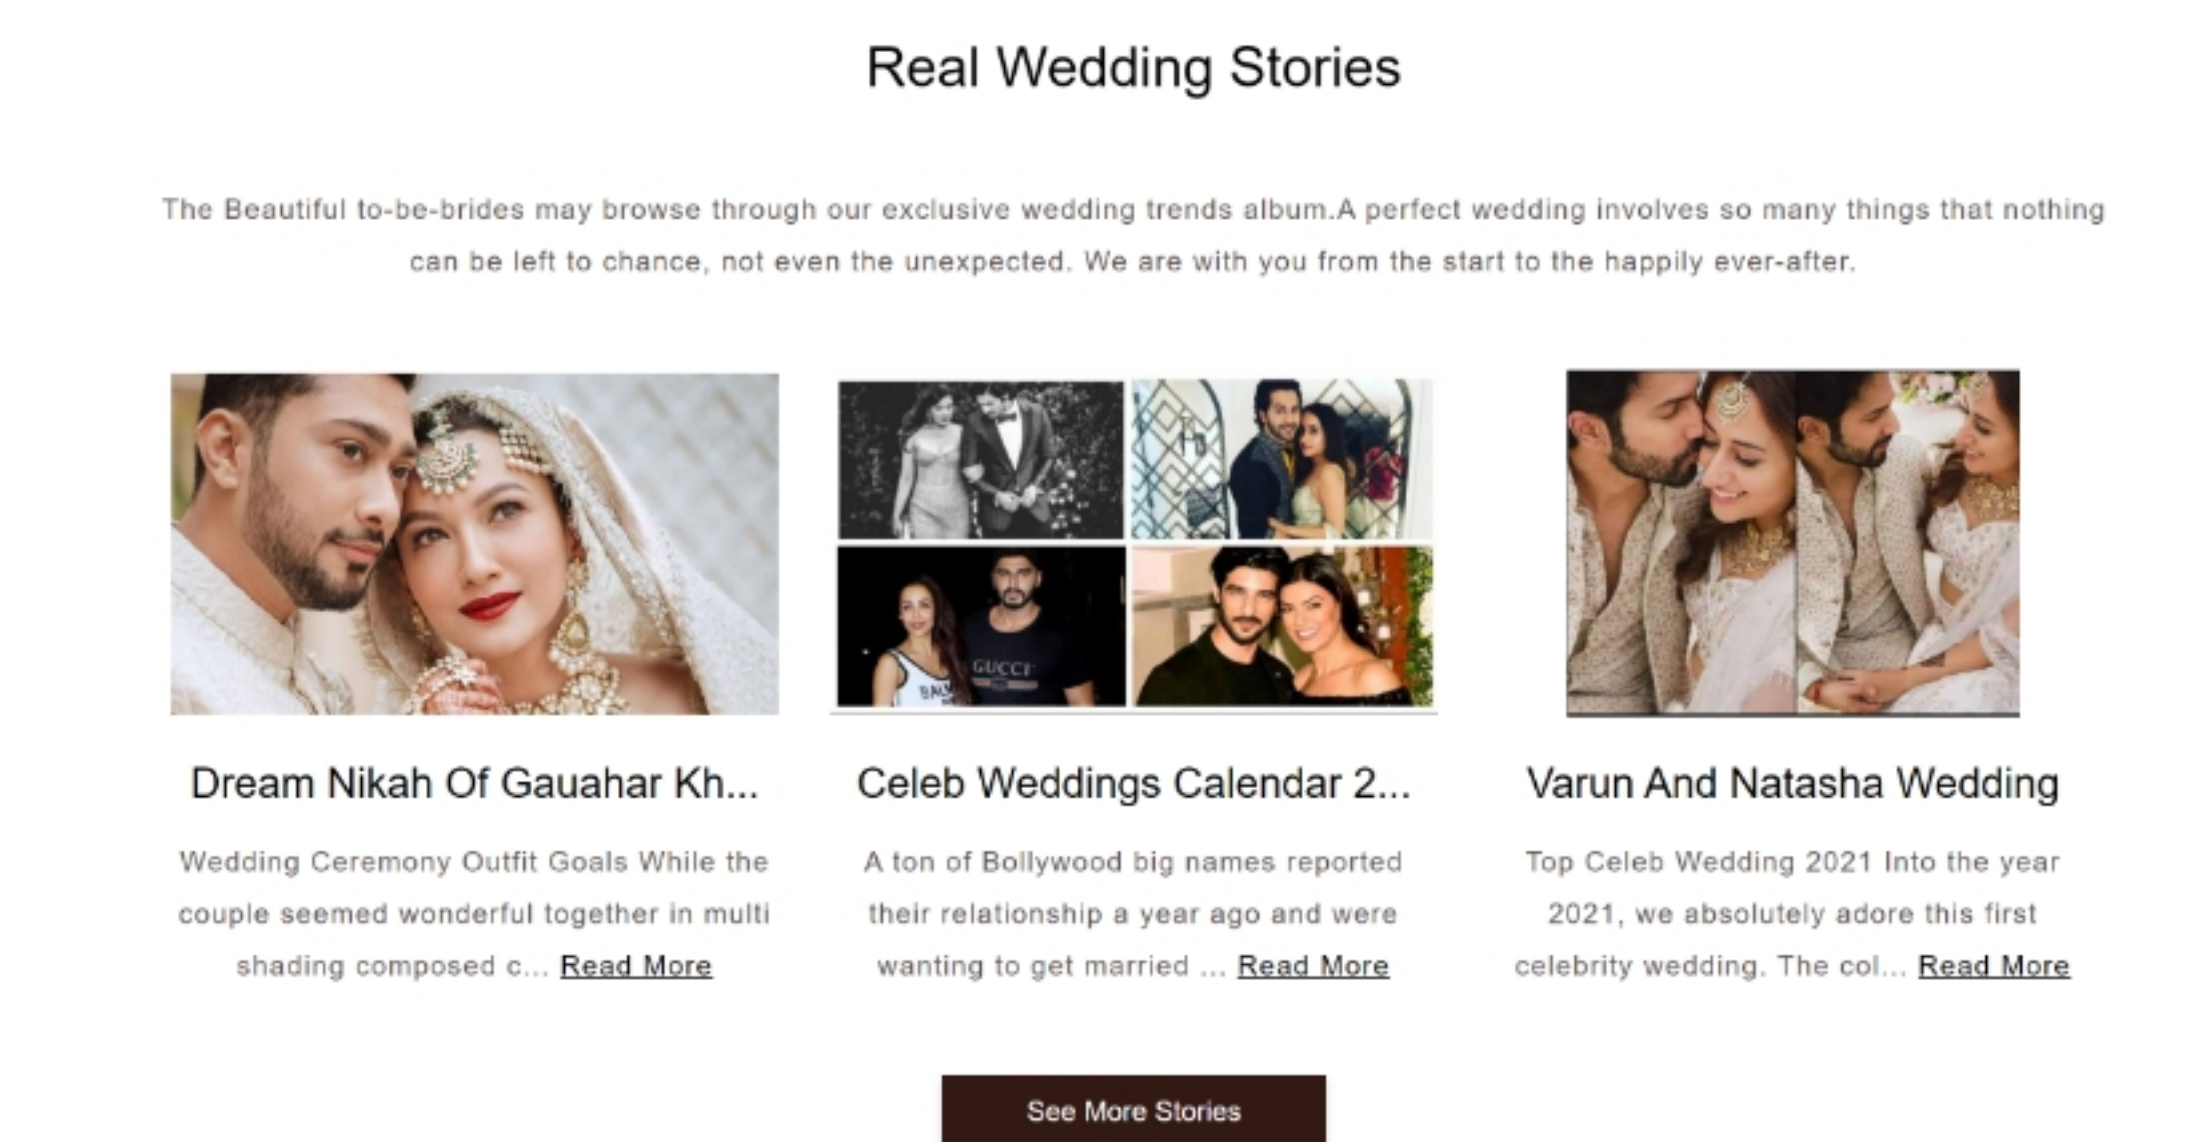 Real Wedding Stories
The Beautiful to-be-brides may browse through our exclusive wedding trends album.A perfect wedding involves so many things that nothing
can be left to chance, not even the unexpected. We are with you from the start to the happily ever-after.
GUCCI
Dream Nikah Of Gauahar Kh...
Wedding Ceremony Outfit Goals While the
couple seemed wonderful together in multi
shading composed c... Read More
Celeb Weddings Calendar 2...
A ton of Bollywood big names reported
their relationship a year ago and were
wanting to get married ... Read More
Varun And Natasha Wedding
Top Celeb Wedding 2021 Into the year
2021, we absolutely adore this first
celebrity wedding. The col... Read More
See More Stories